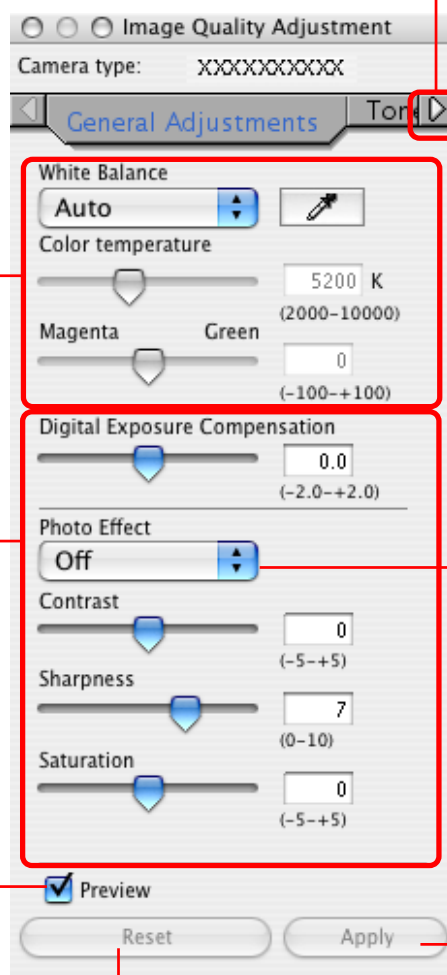 Image Quality Adjustment
Camera type: XXXXXXXXXX
General Adjustments
White Balance
Auto
Color temperature
5200 K
(2000-10000)
Magenta Green
0
(-100-+100)
Digital Exposure Compensation
0.0
(-2.0-+2.0)
Photo Effect
Off
Contrast
0
(-5-+5)
Sharpness
7
(0-10)
Saturation
0
(-5-+5)
Preview
Reset Apply